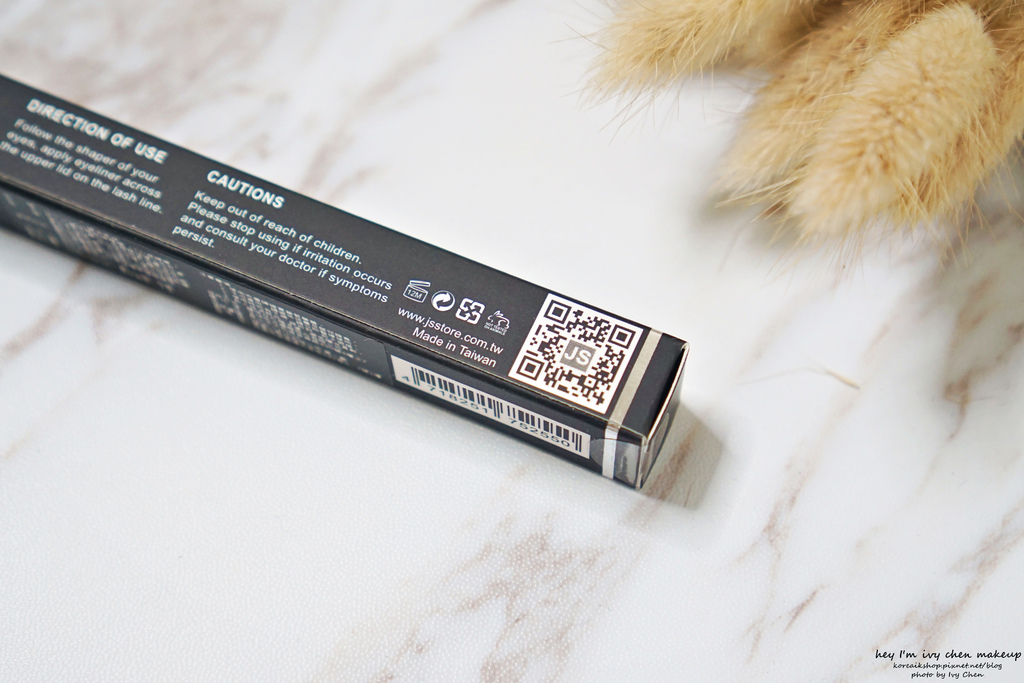 DIRECTION OF USE
Follow the shaper of your
eyes, apply eyeliner across
the upper lid on the lash line.
CAUTIONS
Keep out of reach of children.
Please stop using if irritation occurs
and consult your doctor if symptoms
persist.
12M
www.jsstore.com.tw
Made in Taiwan
JS
4 718251 752550
hey I'm ivy chen makeup
koreaikshop.pixnet.net/blog
photo by Ivy Chen